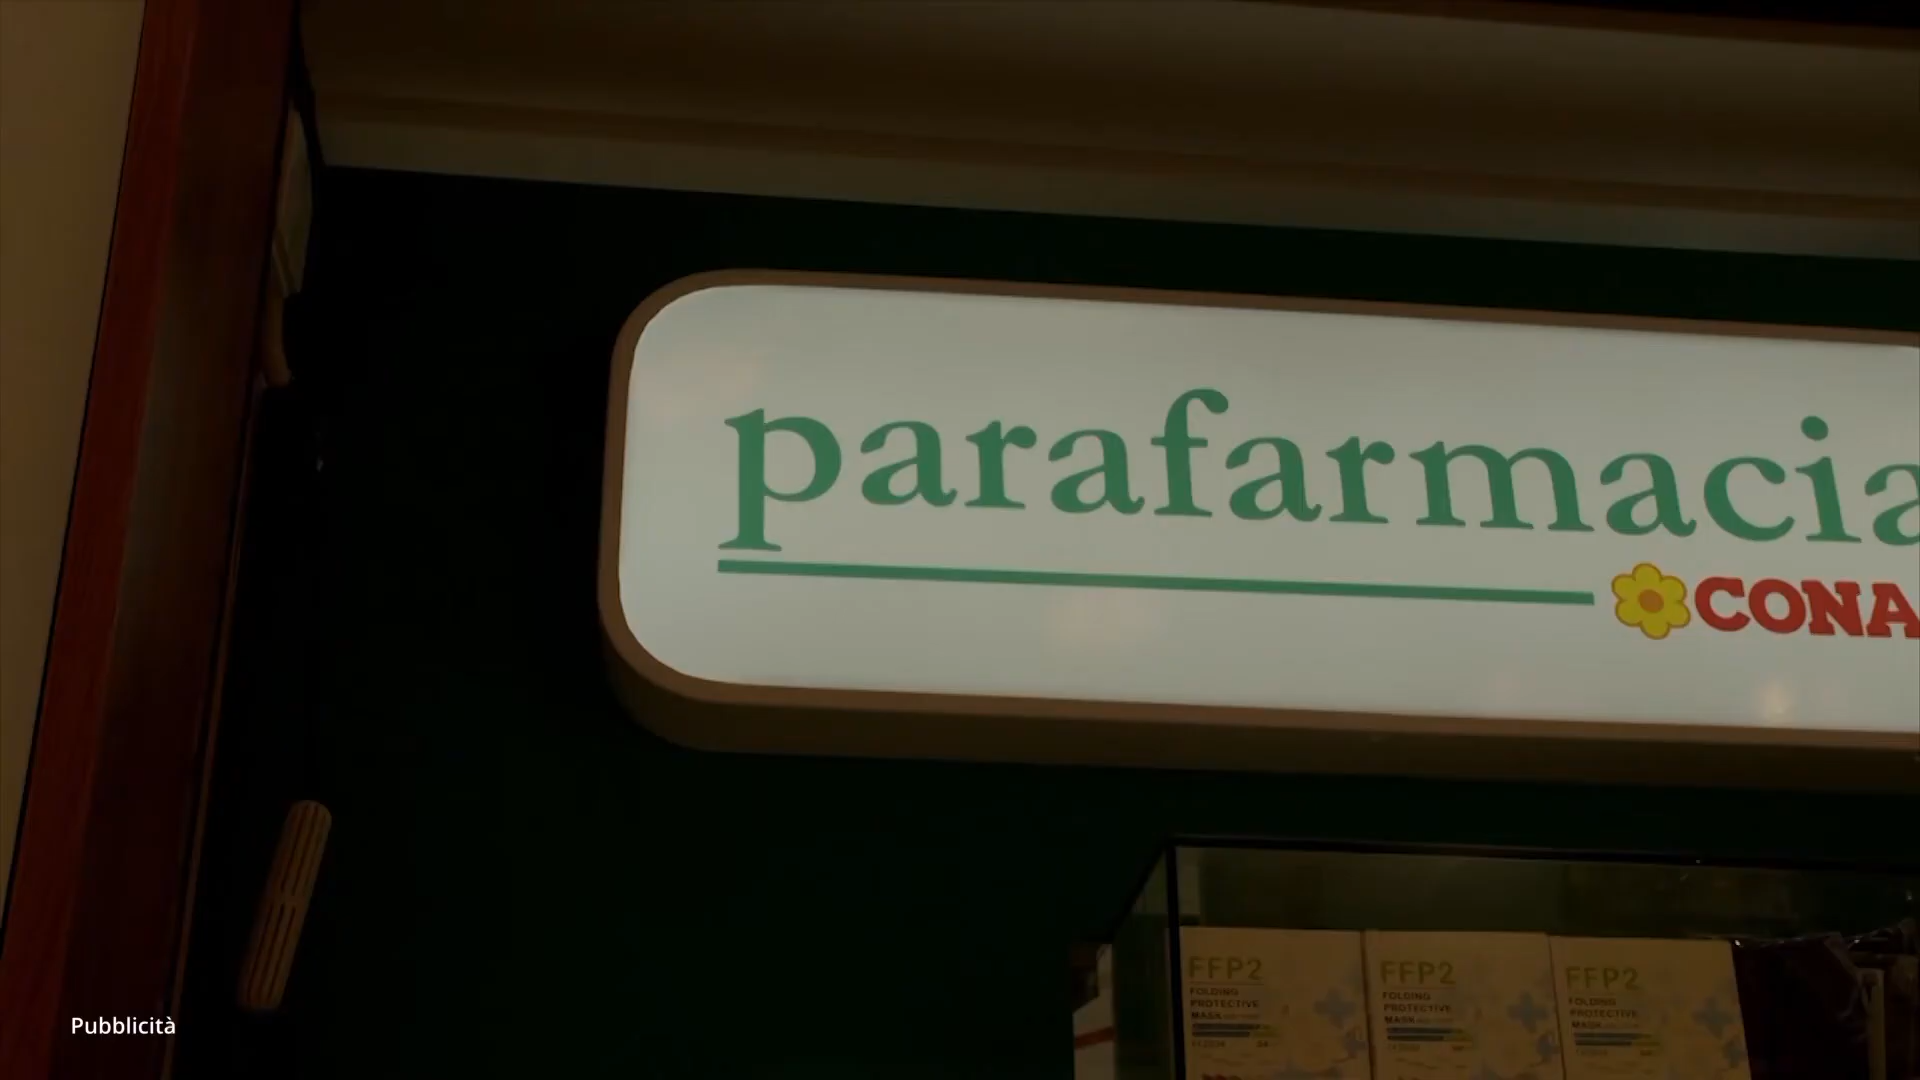 parafarmacia
CONA
FFP2
FOLDING
PROTECTIVE
MASK
FFP2
FOLDING
PROTECTIVE
MASK
FFP2
FOLDING
PROTECTIVE
MASK
Pubblicità